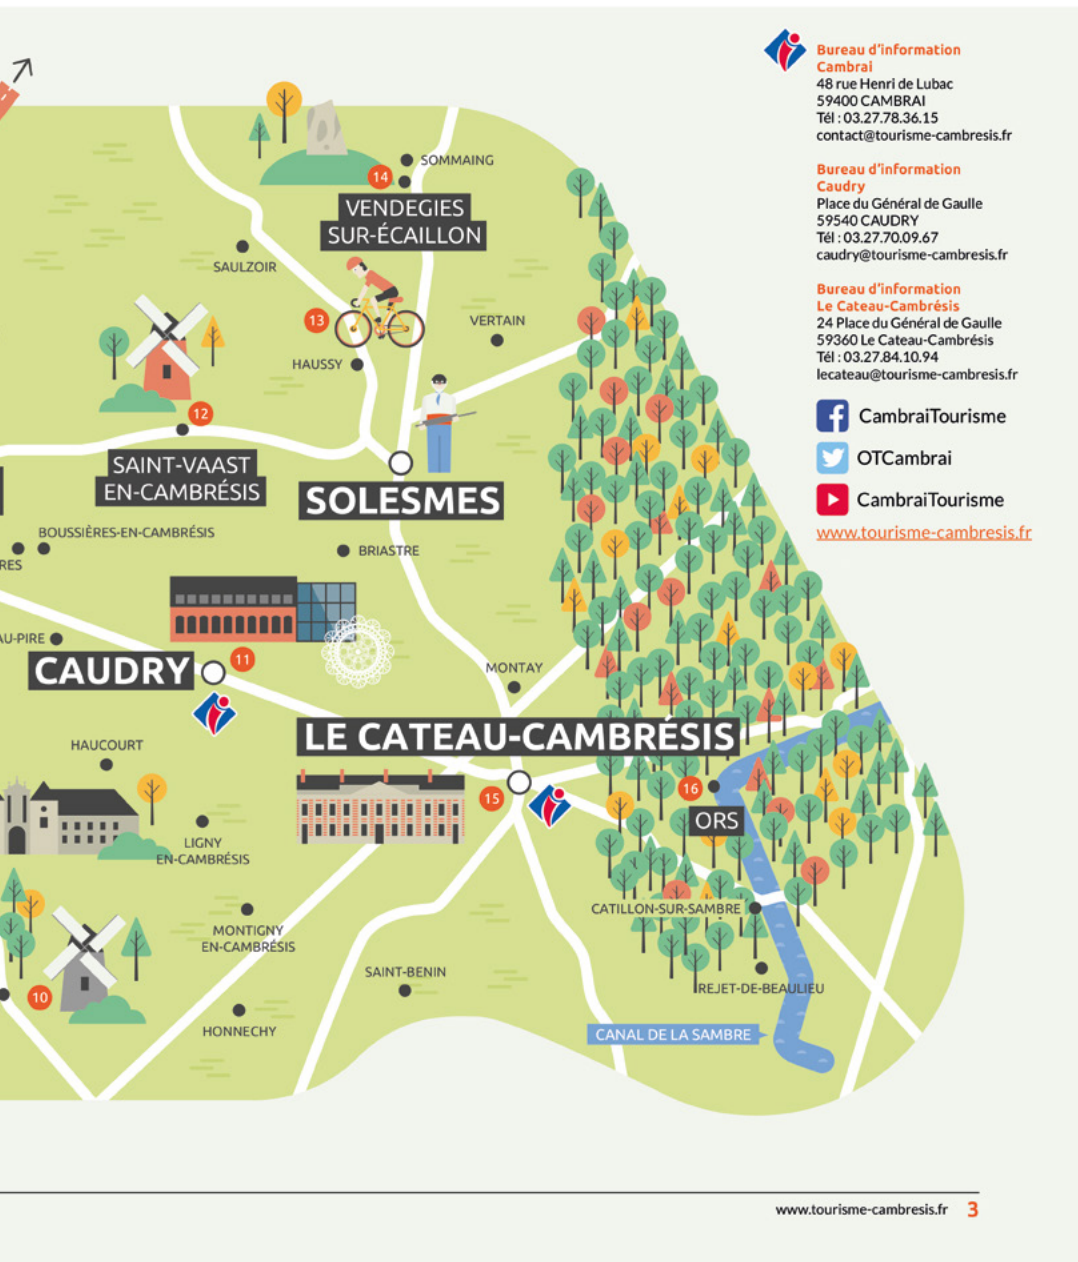 Bureau d'information
Cambrai
48 rue Henri de Lubac
59400 CAMBRAI
Tél : 03.27.78.36.15
contact@tourisme-cambresis.fr
Bureau d'information
Caudry
Place du Général de Gaulle
59540 CAUDRY
Tél : 03.27.70.09.67
caudry@tourisme-cambresis.fr
Bureau d'information
Le Cateau-Cambrésis
24 Place du Général de Gaulle
59360 Le Cateau-Cambrésis
Tél : 03.27.84.10.94
lecateau@tourisme-cambresis.fr
CambraiTourisme
OTCambrai
CambraiTourisme
www.tourisme-cambresis.fr
SOMMAING
14
VENDEGIES
SUR-ÉCAILLON
SAULZOIR
13
VERTAIN
HAUSSY
12
SAINT-VAAST
EN-CAMBRÉSIS
SOLESMES
BOUSSIÈRES-EN-CAMBRÉSIS
BRIASTRE
RES
AU-PIRE
11
CAUDRY
MONTAY
LE CATEAU-CAMBRÉSIS
HAUCOURT
15
16
ORS
LIGNY
EN-CAMBRÉSIS
CATILLON-SUR-SAMBRE
MONTIGNY
EN-CAMBRÉSIS
SAINT-BENIN
REJET-DE-BEAULIEU
10
HONNECHY
CANAL DE LA SAMBRE
www.tourisme-cambresis.fr 3